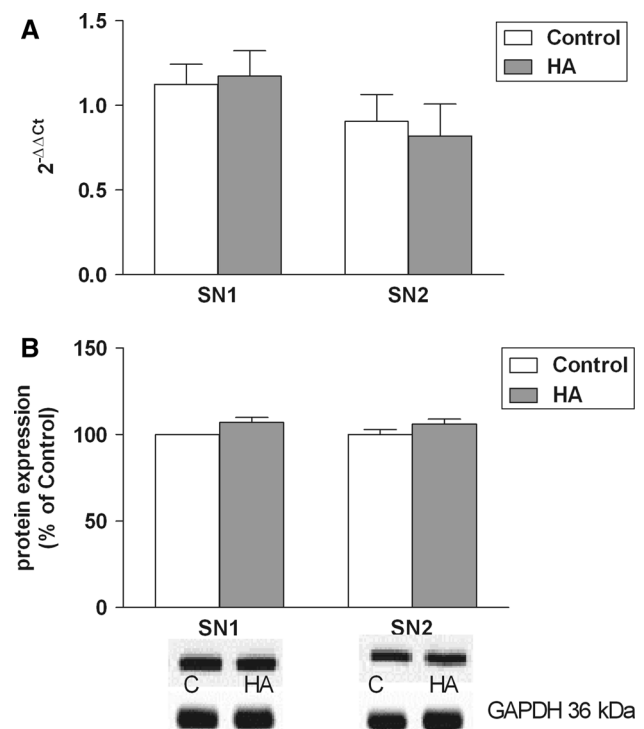 A
1.5
1.0
0.5
0.0
2^-ΔΔCt
Control
HA
SN1 SN2
B
150
100
50
0
protein expression
(% of Control)
Control
HA
SN1 SN2
C HA C HA
GAPDH 36 kDa